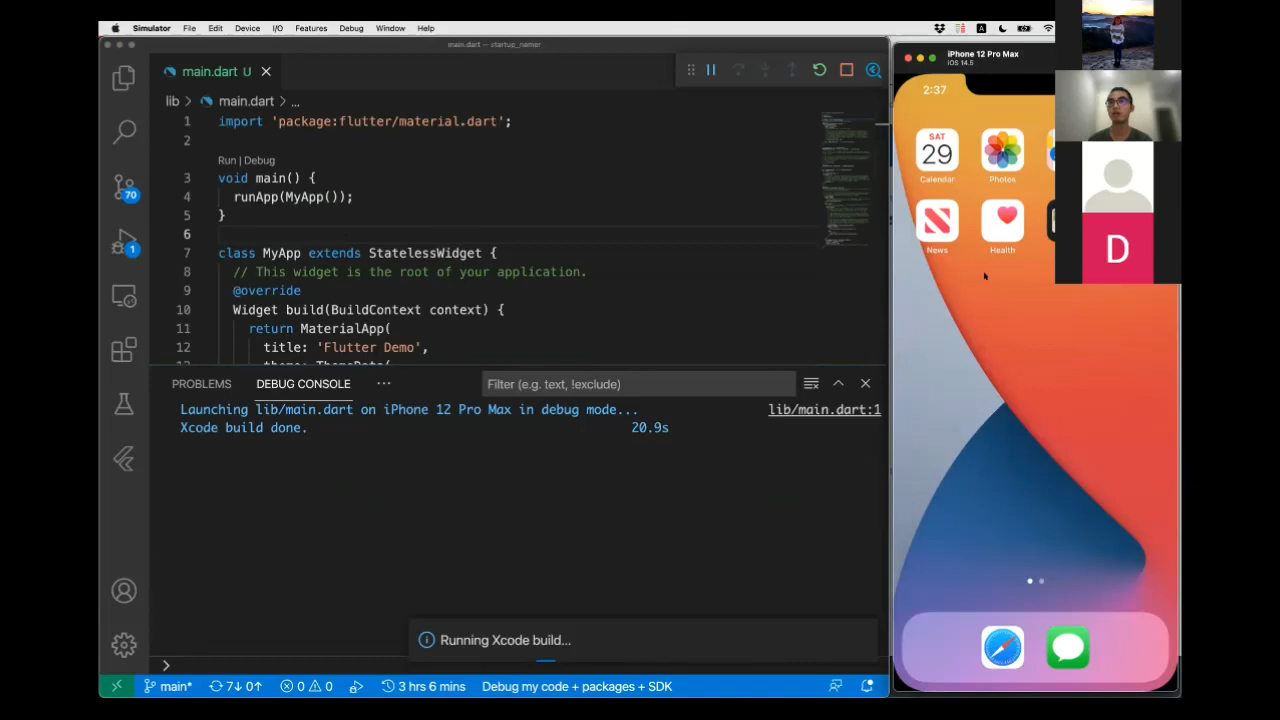 Simulator File Edit Device I/O Features Debug Window Help
main.dart — startup_namer
main.dart U
lib > main.dart > ...
1 import 'package:flutter/material.dart';
2
Run | Debug
3 void main() {
4 runApp(MyApp());
5 }
6
7 class MyApp extends StatelessWidget {
8 // This widget is the root of your application.
9 @override
10 Widget build(BuildContext context) {
11 return MaterialApp(
12 title: 'Flutter Demo',
70
1
PROBLEMS DEBUG CONSOLE ...
Filter (e.g. text, !exclude)
Launching lib/main.dart on iPhone 12 Pro Max in debug mode... lib/main.dart:1
Xcode build done. 20.9s
Running Xcode build...
main* 7↓ 0↑ 0 0 3 hrs 6 mins Debug my code + packages + SDK
iPhone 12 Pro Max
iOS 14.5
2:37
SAT
29
Calendar Photos
News Health
A
D